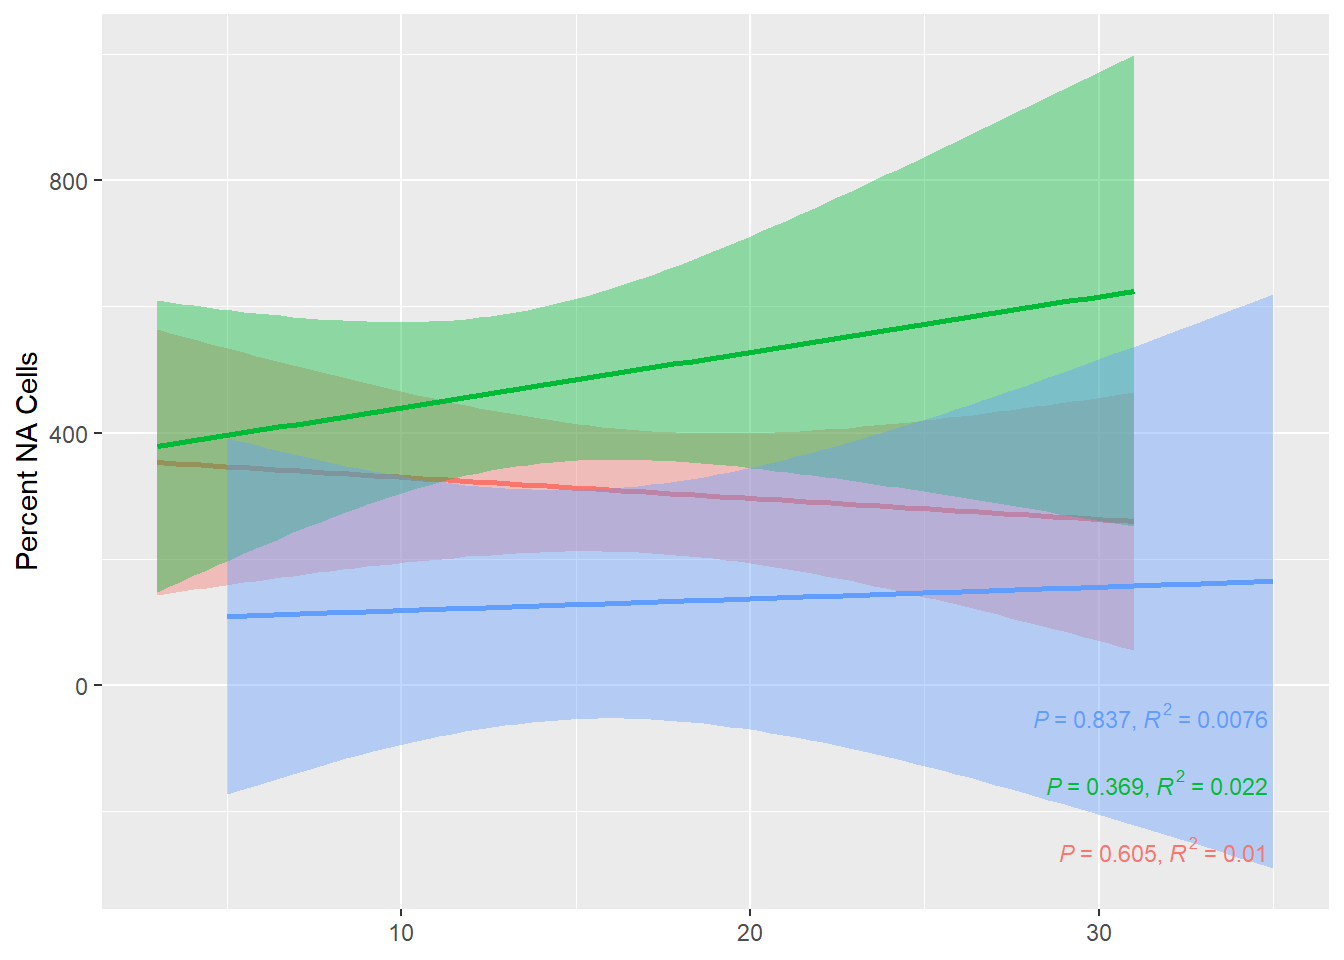 Percent NA Cells
800
400
0
P = 0.837, R² = 0.0076
P = 0.369, R² = 0.022
P = 0.605, R² = 0.01
10
20
30